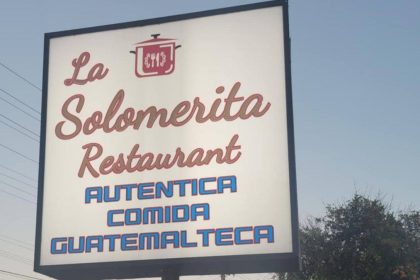 La
Solomerita
Restaurant
AUTENTICA
COMIDA
GUATEMALTECA